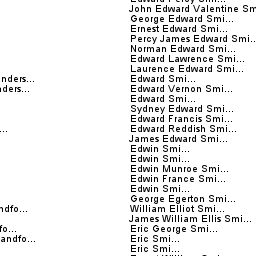 John Edward Valentine Sm
George Edward Smi...
Ernest Edward Smi...
Percy James Edward Smi...
Norman Edward Smi...
Edward Lawrence Smi...
Laurence Edward Smi...
nders... Edward Smi...
ders... Edward Vernon Smi...
Edward Smi...
Sydney Edward Smi...
Edward Francis Smi...
... Edward Reddish Smi...
James Edward Smi...
Edwin Smi...
Edwin Smi...
Edwin Munroe Smi...
Edwin France Smi...
Edwin Smi...
George Egerton Smi...
ndfo... William Elliot Smi...
James William Ellis Smi...
fo... Eric George Smi...
andfo... Eric Smi...
Eric Smi...